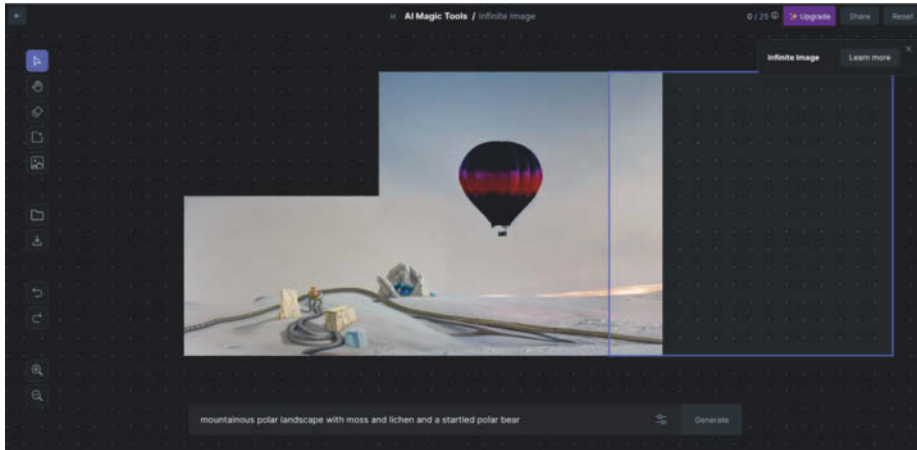 AI Magic Tools / Infinite Image
0 / 25
Upgrade
Share
Reset
Infinite Image
Learn more
mountainous polar landscape with moss and lichen and a startled polar bear
Generate